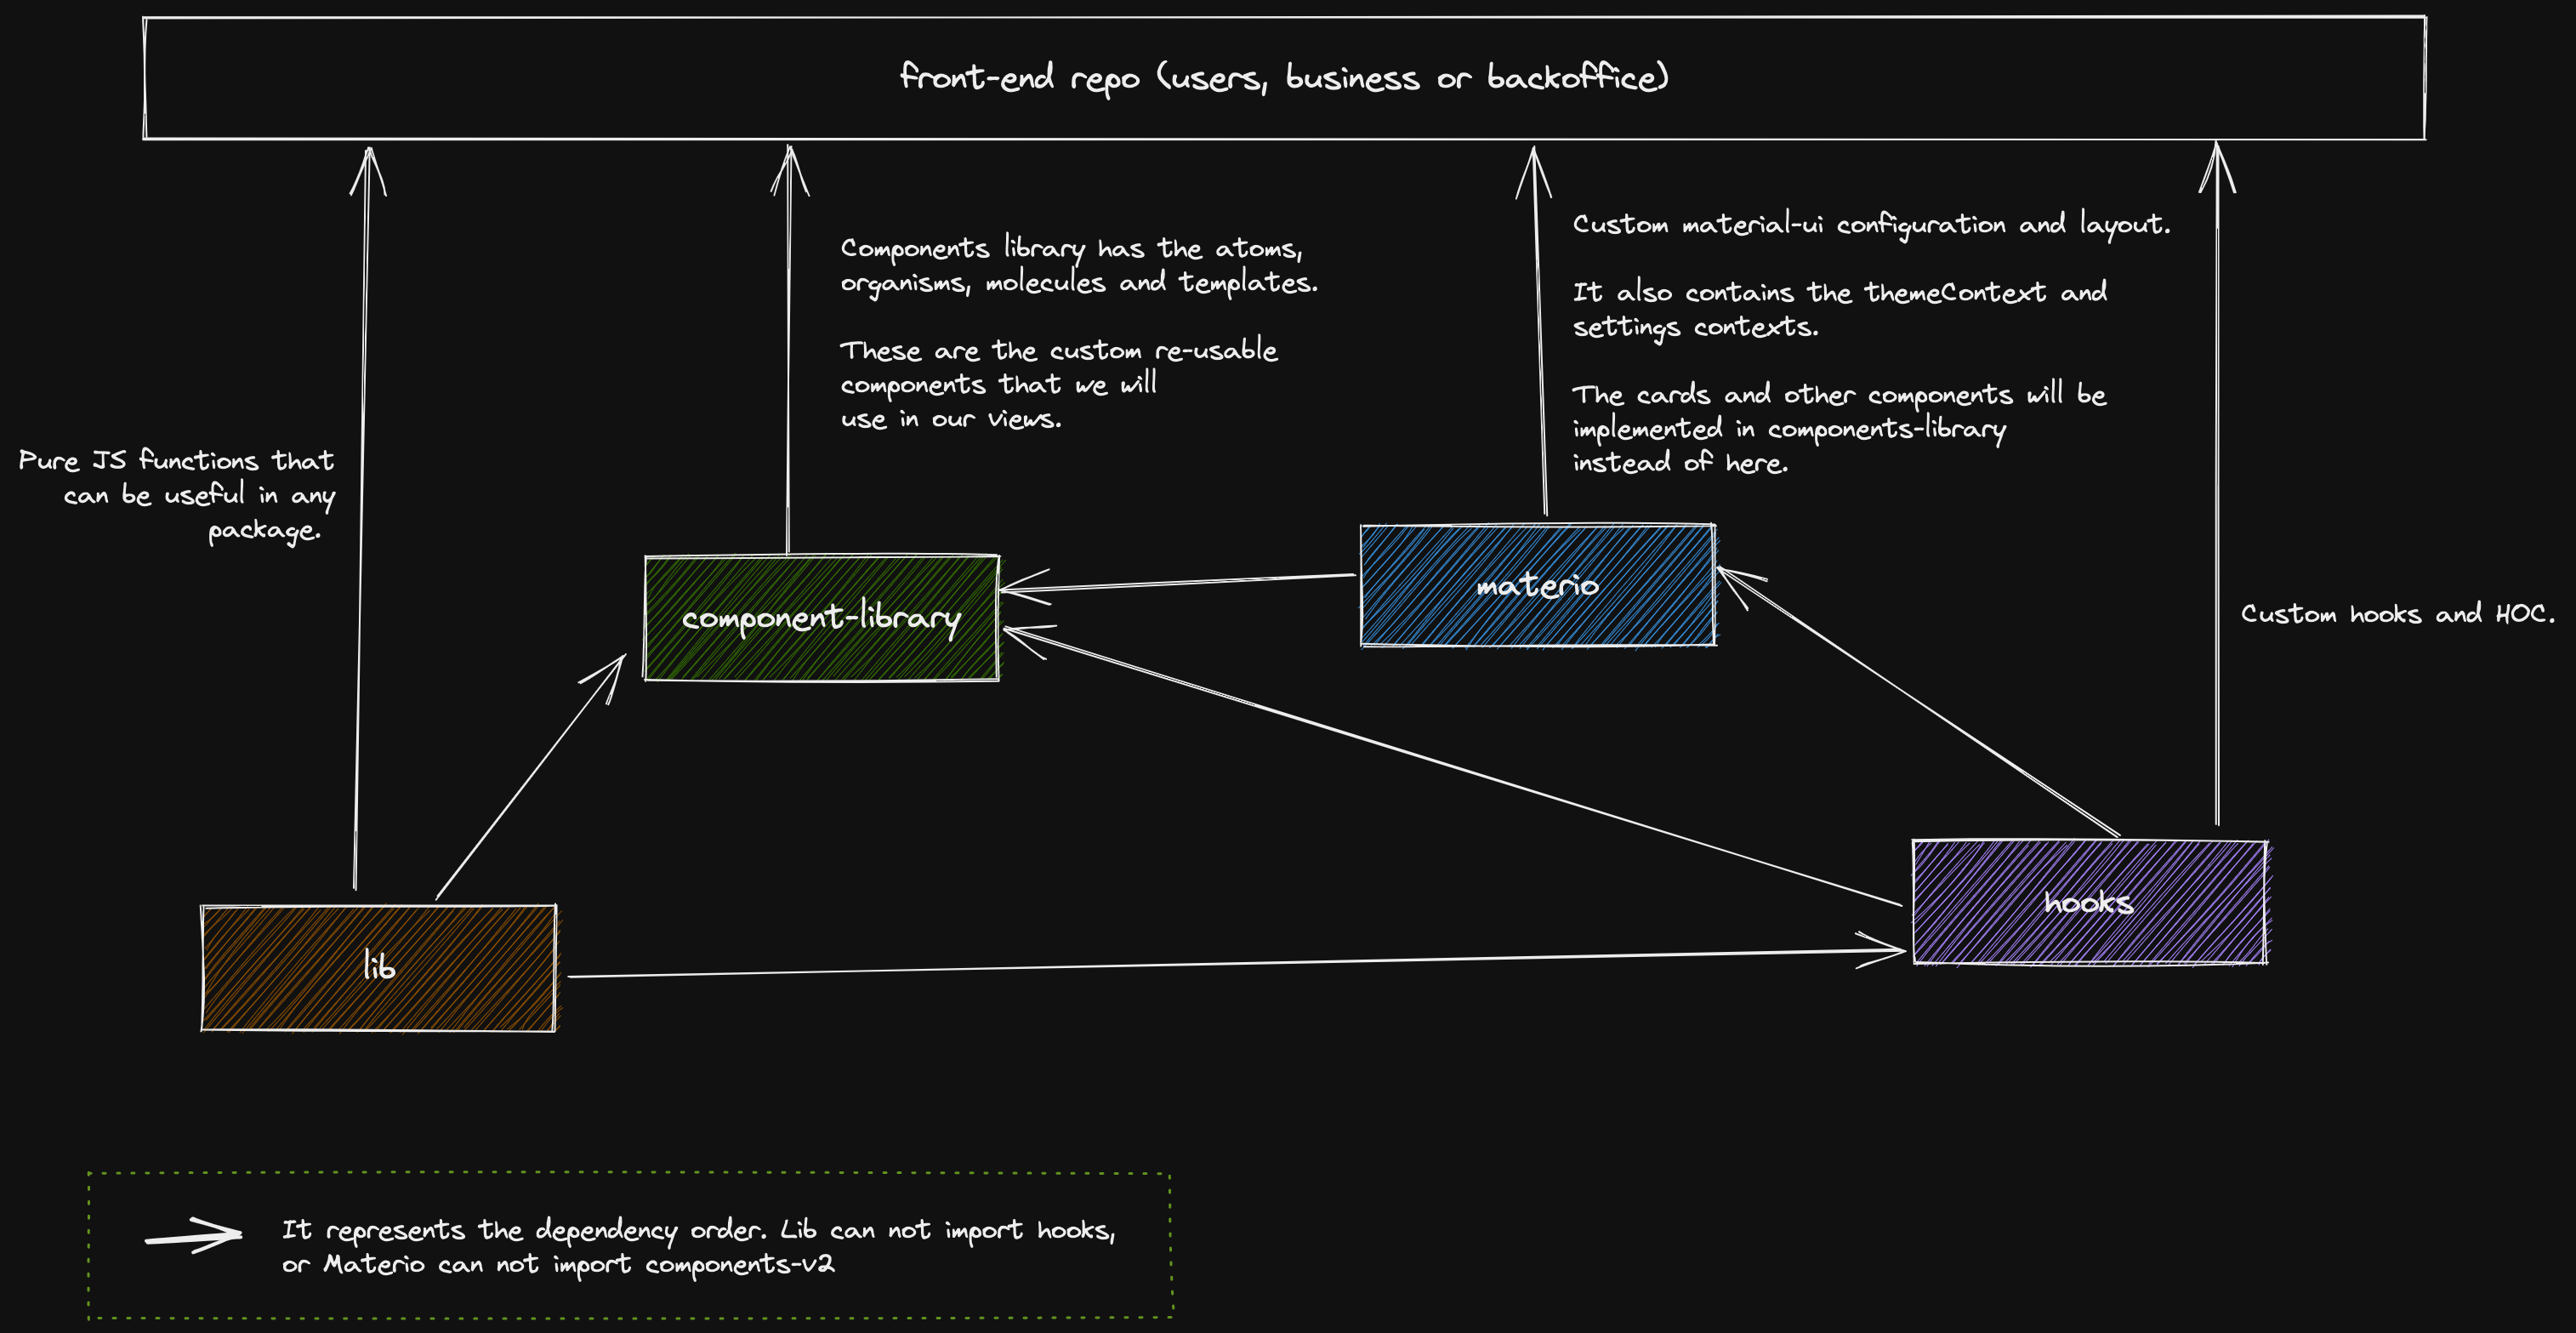 front-end repo (users, business or backoffice)
Custom material-ui configuration and layout.
Components library has the atoms,
organisms, molecules and templates.
It also contains the themeContext and
settings contexts.
These are the custom re-usable
components that we will
use in our views.
The cards and other components will be
implemented in components-library
instead of here.
Pure JS functions that
can be useful in any
package.
materio
component-library
Custom hooks and HOC.
hooks
lib
It represents the dependency order. Lib can not import hooks,
or Materio can not import components-v2